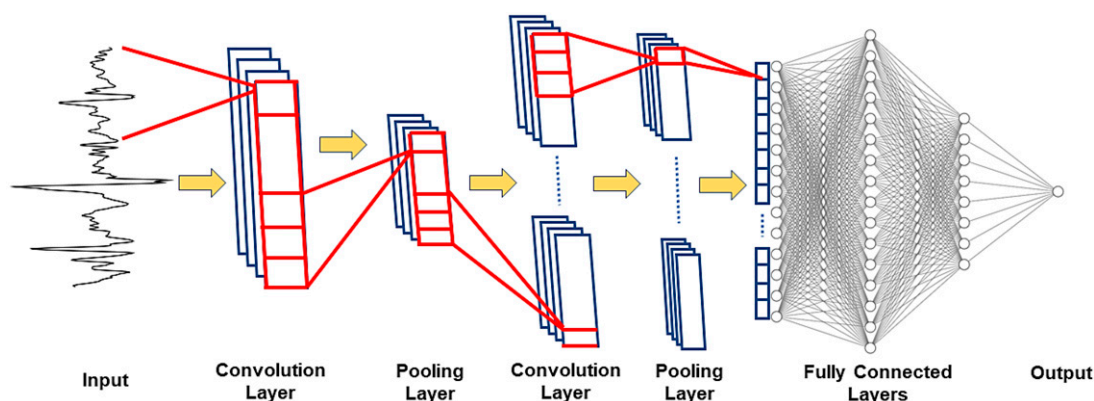 Input
Convolution
Layer
Pooling
Layer
Convolution
Layer
Pooling
Layer
Fully Connected
Layers
Output